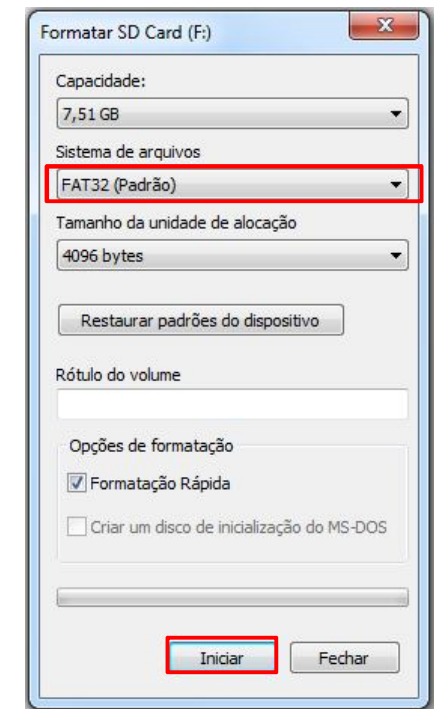 Formatar SD Card (F:)
Capacidade:
7,51 GB
Sistema de arquivos
FAT32 (Padrão)
Tamanho da unidade de alocação
4096 bytes
Restaurar padrões do dispositivo
Rótulo do volume
Opções de formatação
Formatação Rápida
Criar um disco de inicialização do MS-DOS
Iniciar Fechar